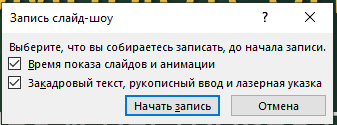 Запись слайд-шоу
Выберите, что вы собираетесь записать, до начала записи.
Время показа слайдов и анимации
Закадровый текст, рукописный ввод и лазерная указка
Начать запись
Отмена